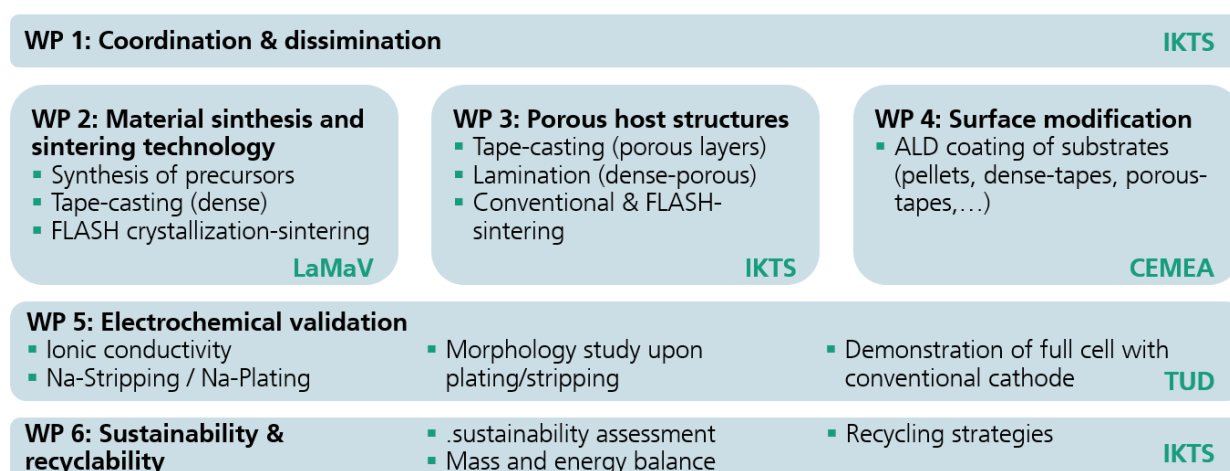 WP 1: Coordination & dissimination
IKTS
WP 2: Material sinthesis and
sintering technology
▪ Synthesis of precursors
▪ Tape-casting (dense)
▪ FLASH crystallization-sintering
LaMaV
WP 3: Porous host structures
▪ Tape-casting (porous layers)
▪ Lamination (dense-porous)
▪ Conventional & FLASH-
sintering
IKTS
WP 4: Surface modification
▪ ALD coating of substrates
(pellets, dense-tapes, porous-
tapes,…)
CEMEA
WP 5: Electrochemical validation
▪ Ionic conductivity
▪ Na-Stripping / Na-Plating
▪ Morphology study upon
plating/stripping
▪ Demonstration of full cell with
conventional cathode
TUD
WP 6: Sustainability &
recyclability
▪ .sustainability assessment
▪ Mass and energy balance
▪ Recycling strategies
IKTS